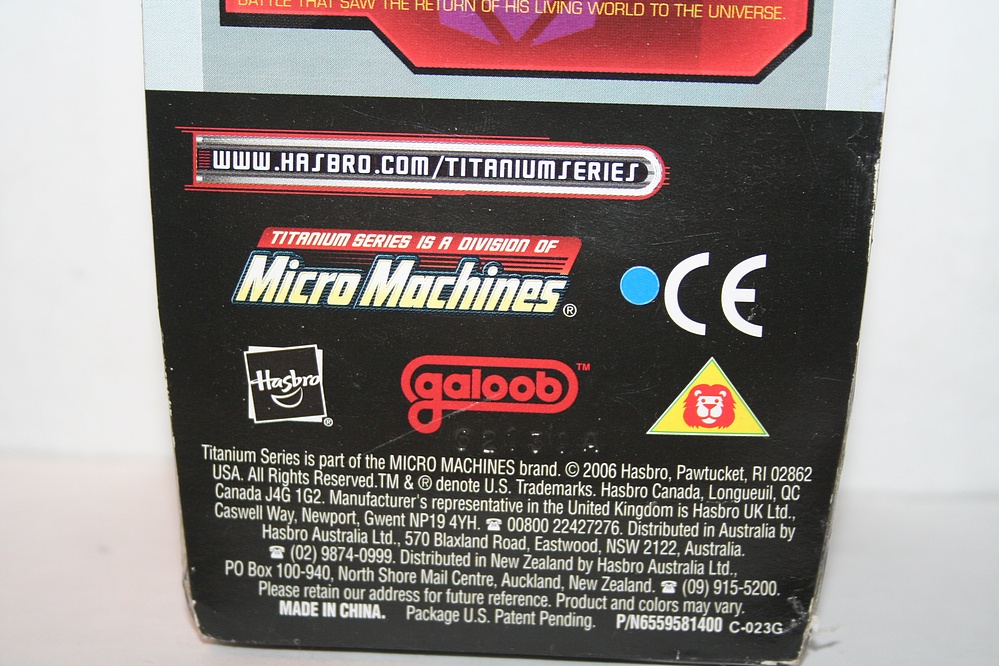 BATTLE THAT SAW THE RETURN OF HIS LIVING WORLD TO THE UNIVERSE.
WWW.HASBRO.COM/TITANIUMSERIES
TITANIUM SERIES IS A DIVISION OF
Micro Machines®
CE
Hasbro®
galoob™
Titanium Series is part of the MICRO MACHINES brand. © 2006 Hasbro, Pawtucket, RI 02862
USA. All Rights Reserved.TM & ® denote U.S. Trademarks. Hasbro Canada, Longueuil, QC
Canada J4G 1G2. Manufacturer's representative in the United Kingdom is Hasbro UK Ltd.,
Caswell Way, Newport, Gwent NP19 4YH. ☎ 00800 22427276. Distributed in Australia by
Hasbro Australia Ltd., 570 Blaxland Road, Eastwood, NSW 2122, Australia.
☎ (02) 9874-0999. Distributed in New Zealand by Hasbro Australia Ltd.,
PO Box 100-940, North Shore Mail Centre, Auckland, New Zealand. ☎ (09) 915-5200.
Please retain our address for future reference. Product and colors may vary.
MADE IN CHINA. Package U.S. Patent Pending. P/N6559581400 C-023G